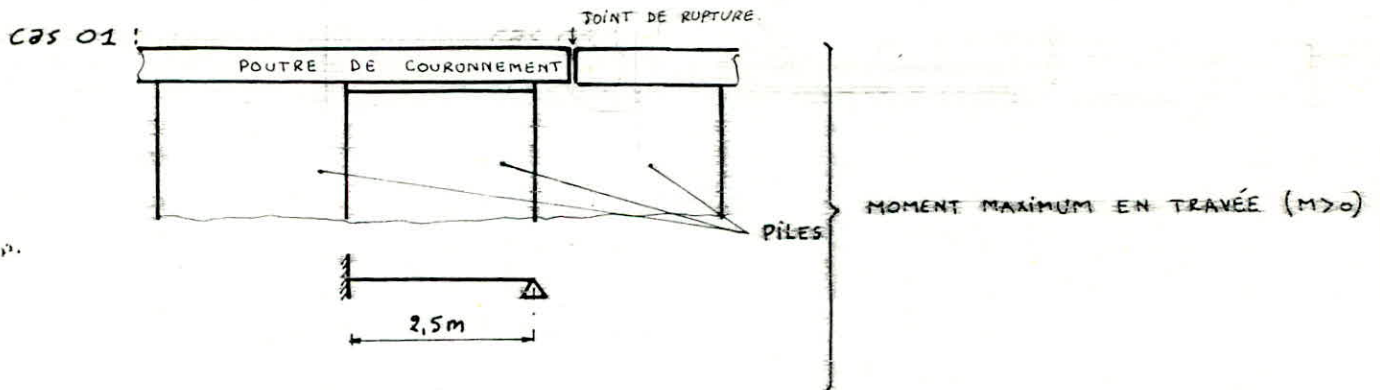 JOINT DE RUPTURE.
cas 01 :
POUTRE DE COURONNEMENT
MOMENT MAXIMUM EN TRAVÉE (M>0)
PILES
2,5m